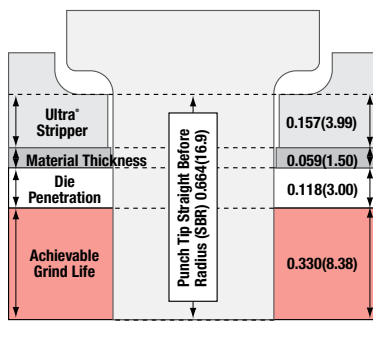 Ultra®
Stripper
0.157(3.99)
Material Thickness
0.059(1.50)
Die
Penetration
0.118(3.00)
Achievable
Grind Life
0.330(8.38)
Punch Tip Straight Before
Radius (SBR) 0.664(16.9)